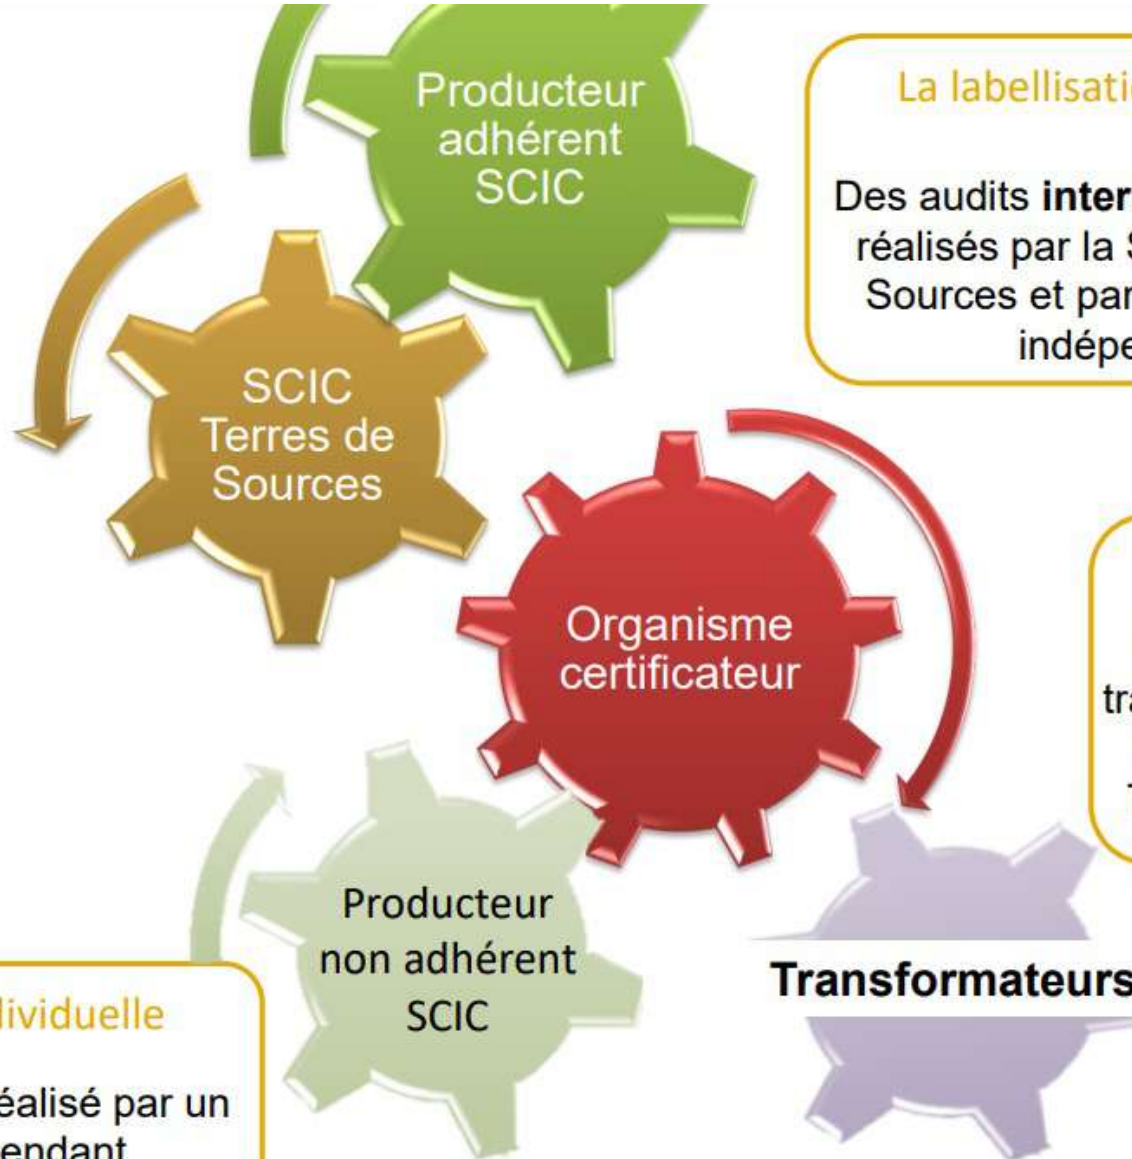 Producteur
adhérent
SCIC
La labellisati
Des audits inter
réalisés par la S
Sources et par
indépe
SCIC
Terres de
Sources
Organisme
certificateur
tra
Producteur
non adhérent
SCIC
Transformateurs
dividuelle
éalisé par un
endant